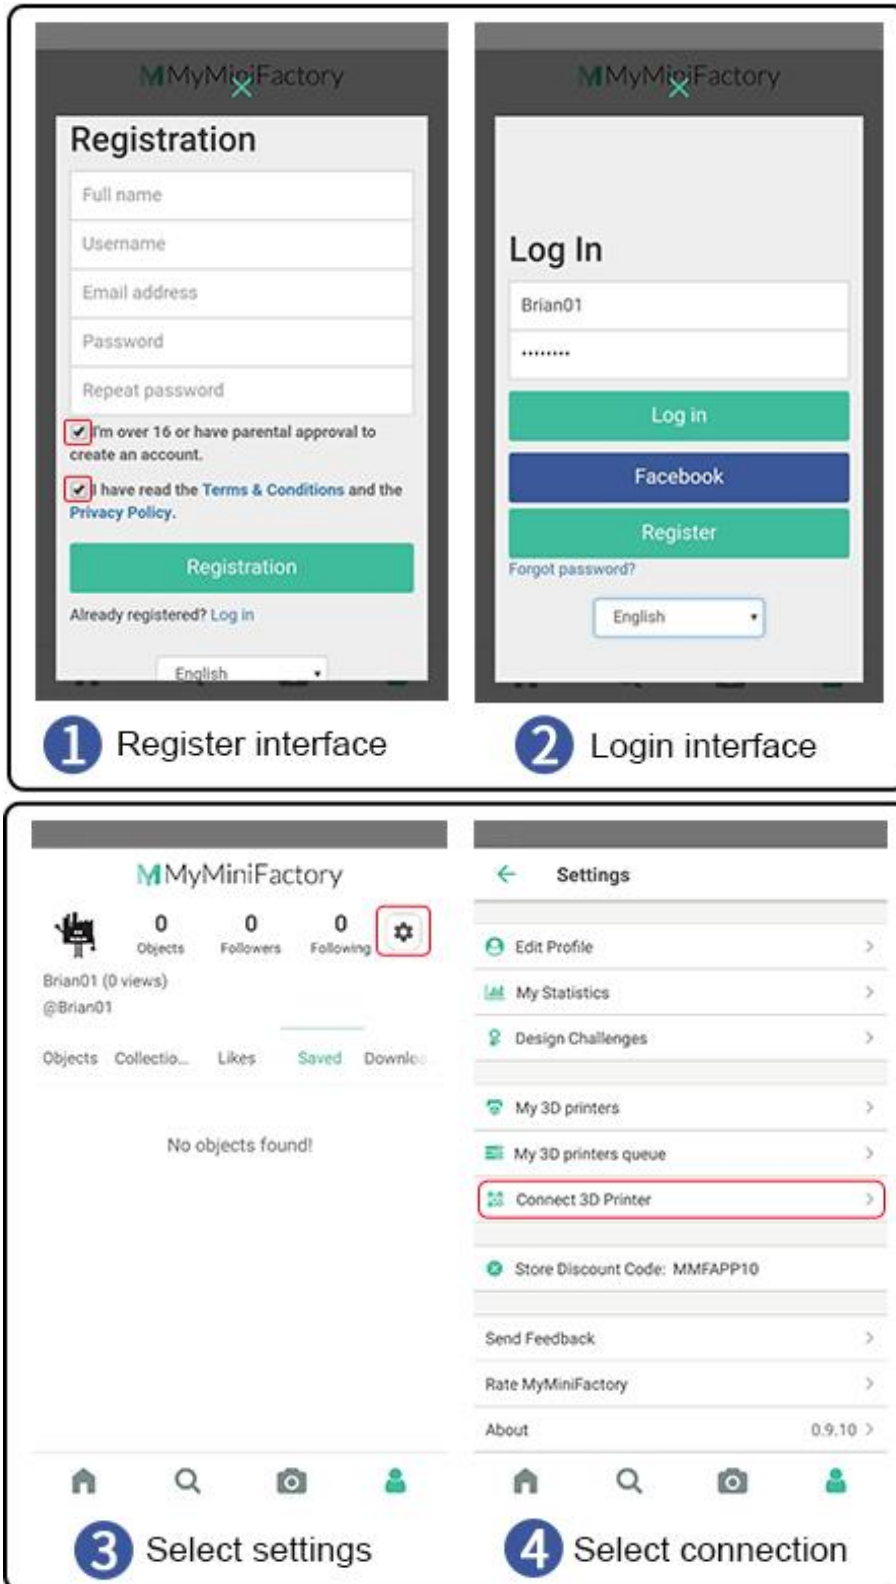 MyMiniFactory
Registration
Full name
Username
Email address
Password
Repeat password
I'm over 16 or have parental approval to
create an account.
I have read the Terms & Conditions and the
Privacy Policy.
Registration
Already registered? Log in
English
1 Register interface
MyMiniFactory
Log In
Brian01
••••••••
Log in
Facebook
Register
Forgot password?
English
2 Login interface
MyMiniFactory
0 0 0
Objects Followers Following
Brian01 (0 views)
@Brian01
Objects Collectio... Likes Saved Downloa
No objects found!
3 Select settings
Settings
Edit Profile
My Statistics
Design Challenges
My 3D printers
My 3D printers queue
Connect 3D Printer
Store Discount Code: MMFAPP10
Send Feedback
Rate MyMiniFactory
About 0.9.10
4 Select connection